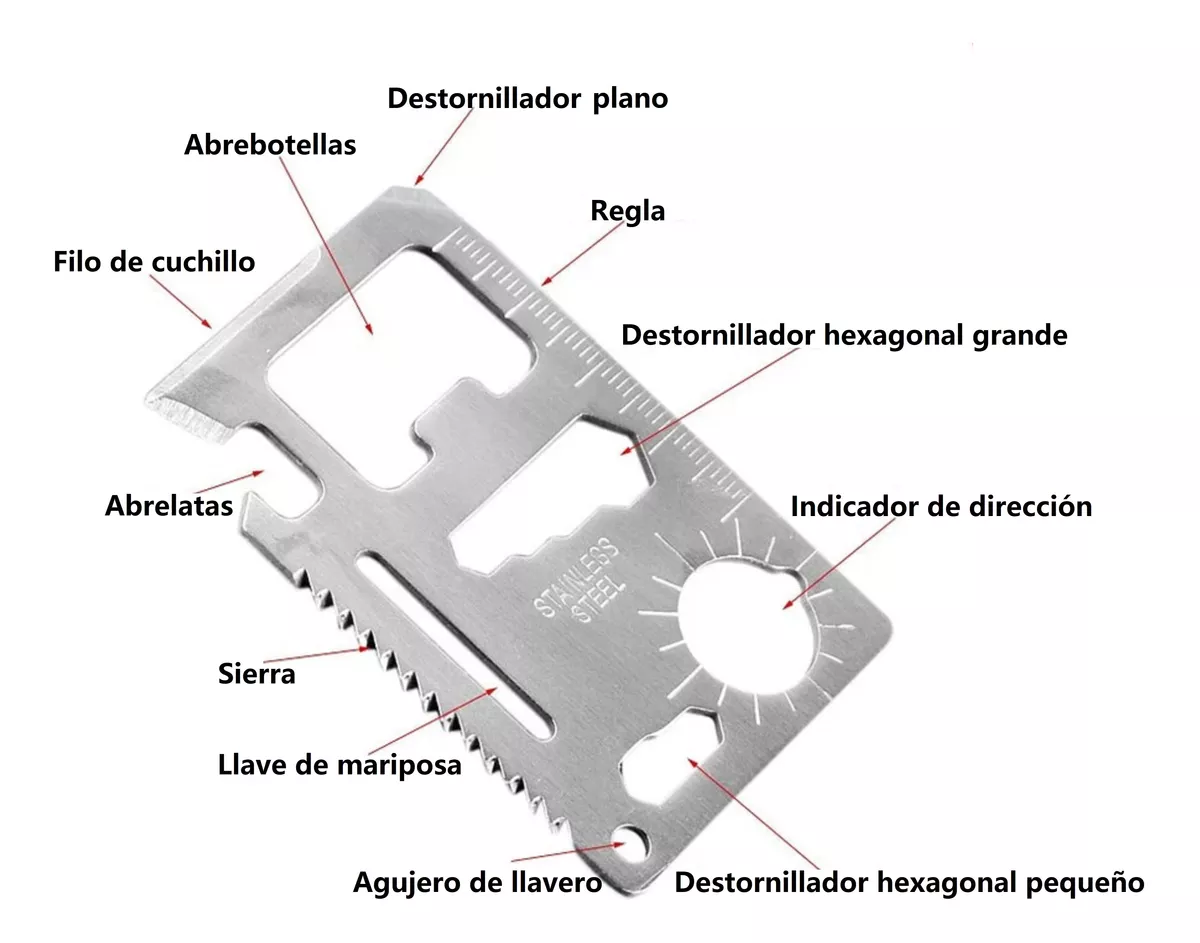 Destornillador plano
Abrebotellas
Regla
Filo de cuchillo
Destornillador hexagonal grande
Abrelatas
Indicador de dirección
STAINLESS
STEEL
Sierra
Llave de mariposa
Agujero de llavero
Destornillador hexagonal pequeño